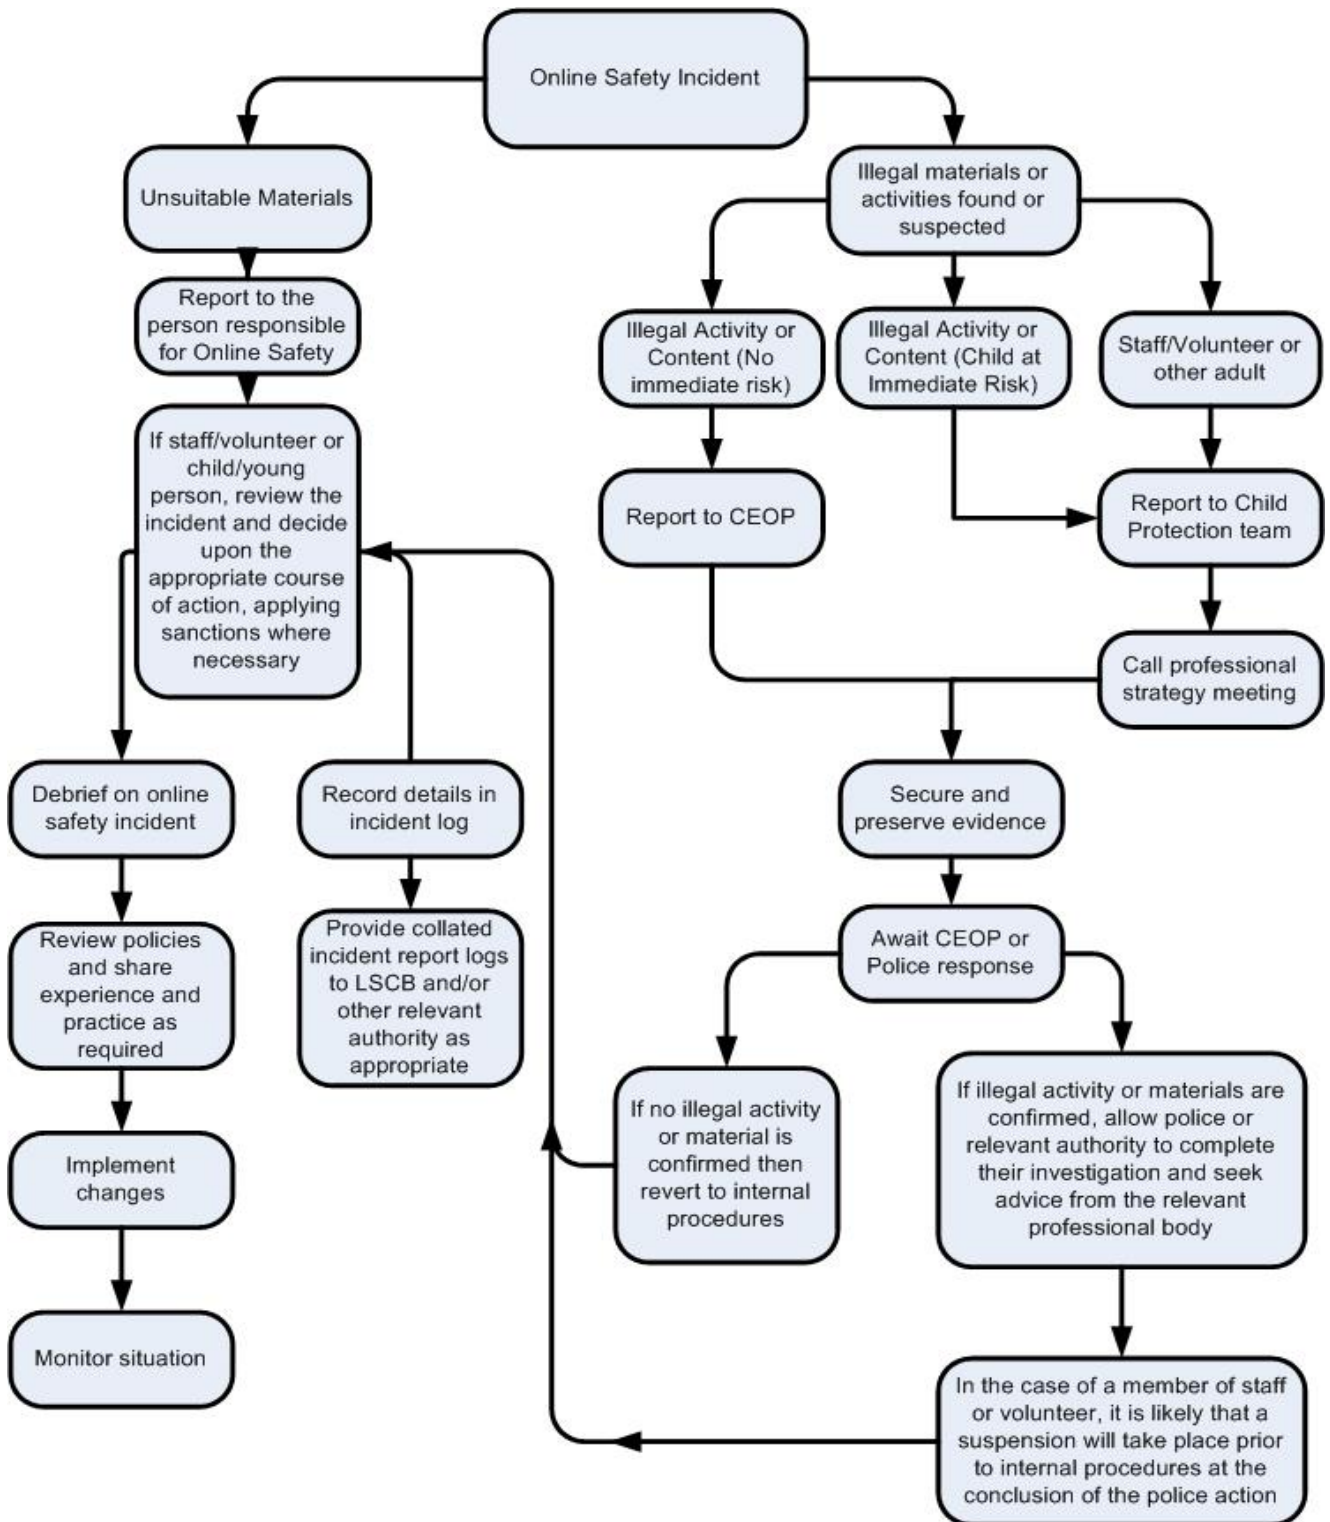 Online Safety Incident
Unsuitable Materials
Report to the
person responsible
for Online Safety
If staff/volunteer or
child/young
person, review the
incident and decide
upon the
appropriate course
of action, applying
sanctions where
necessary
Debrief on online
safety incident
Review policies
and share
experience and
practice as
required
Implement
changes
Monitor situation
Record details in
incident log
Provide collated
incident report logs
to LSCB and/or
other relevant
authority as
appropriate
Illegal materials or
activities found or
suspected
Illegal Activity or
Content (No
immediate risk)
Illegal Activity or
Content (Child at
Immediate Risk)
Staff/Volunteer or
other adult
Report to CEOP
Report to Child
Protection team
Call professional
strategy meeting
Secure and
preserve evidence
Await CEOP or
Police response
If no illegal activity
or material is
confirmed then
revert to internal
procedures
If illegal activity or materials are
confirmed, allow police or
relevant authority to complete
their investigation and seek
advice from the relevant
professional body
In the case of a member of staff
or volunteer, it is likely that a
suspension will take place prior
to internal procedures at the
conclusion of the police action